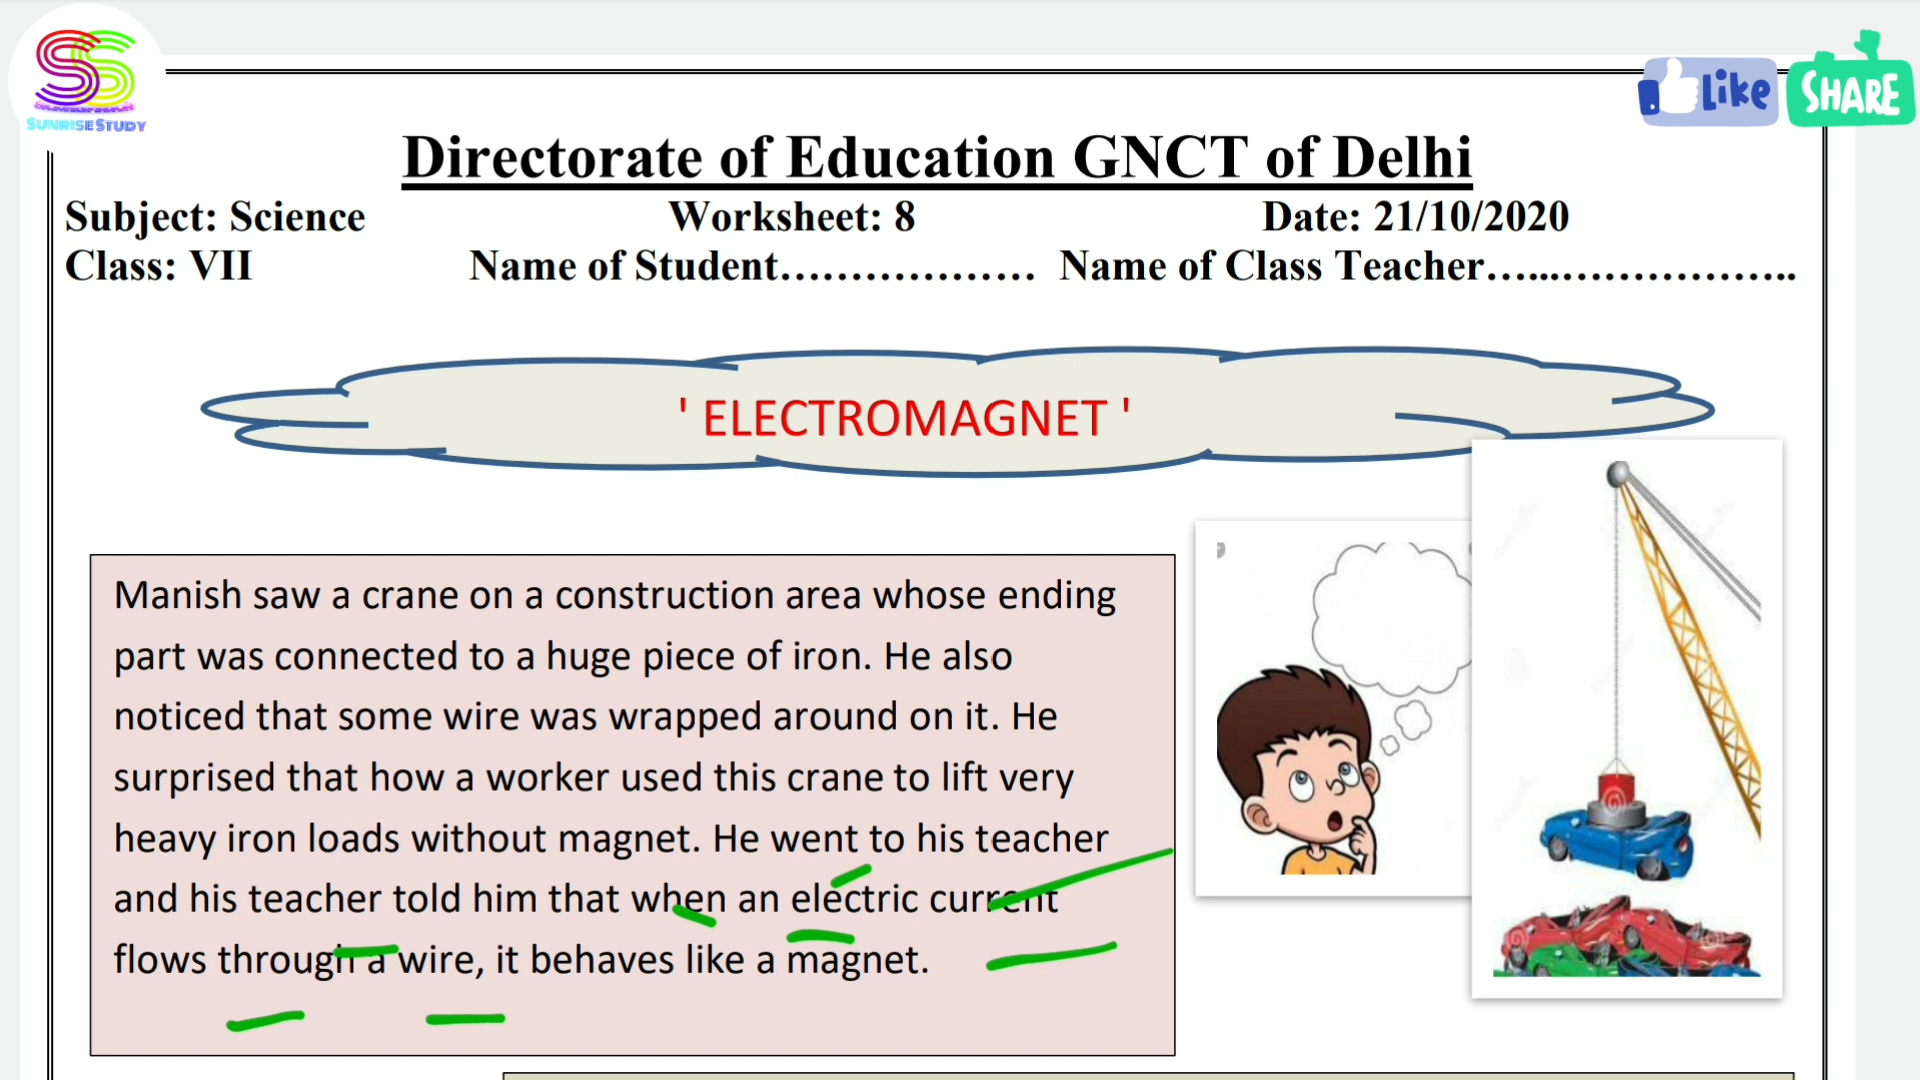 SS
SUNRISE STUDY
Like
SHARE
Directorate of Education GNCT of Delhi
Subject: Science Worksheet: 8 Date: 21/10/2020
Class: VII Name of Student……………… Name of Class Teacher…...……………..
' ELECTROMAGNET '
Manish saw a crane on a construction area whose ending
part was connected to a huge piece of iron. He also
noticed that some wire was wrapped around on it. He
surprised that how a worker used this crane to lift very
heavy iron loads without magnet. He went to his teacher
and his teacher told him that when an electric current
flows through a wire, it behaves like a magnet.